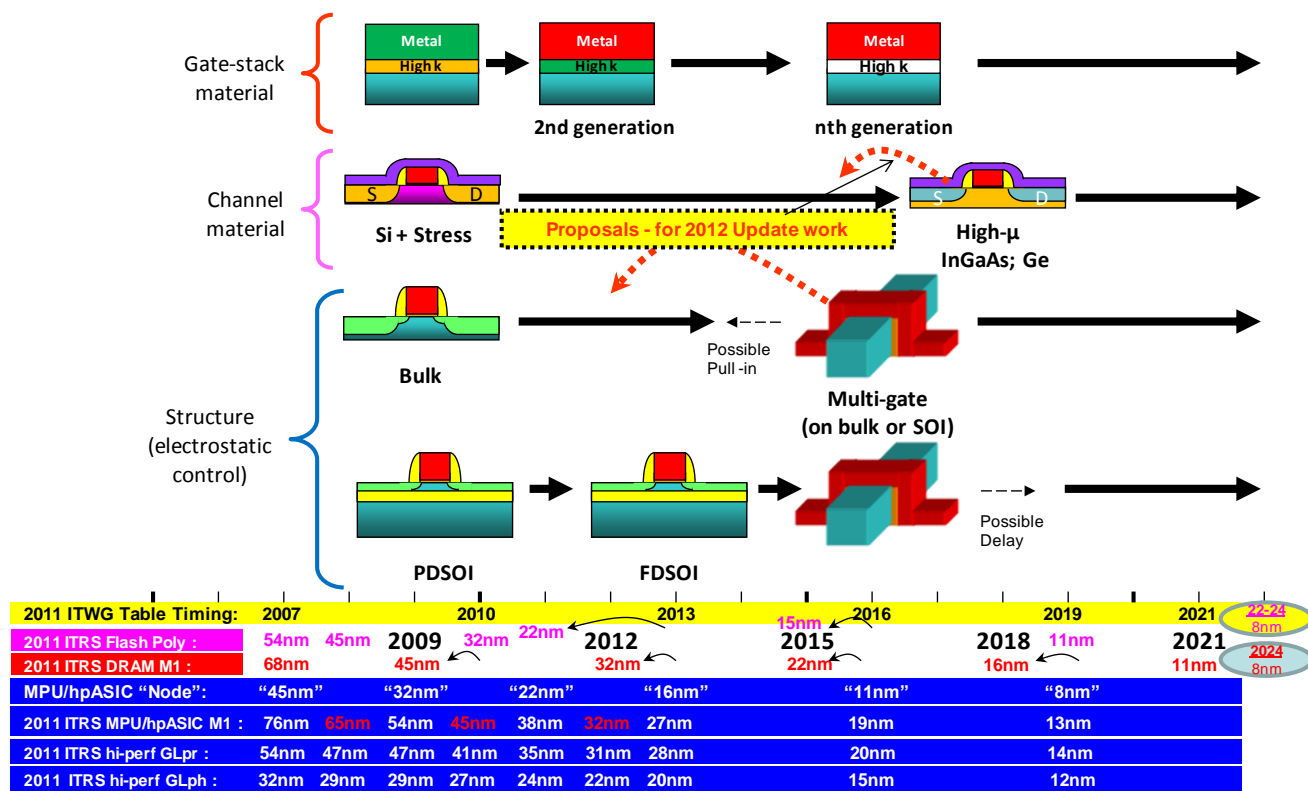 Metal
High k
Metal
High k
Metal
High k
Gate-stack
material
2nd generation
nth generation
S
D
S
D
Channel
material
Si + Stress
Proposals - for 2012 Update work
High-μ
InGaAs; Ge
Possible
Pull -in
Bulk
Structure
(electrostatic
control)
Multi-gate
(on bulk or SOI)
Possible
Delay
PDSOI
FDSOI
2011 ITWG Table Timing: 2007 2010 2013 2016 2019 2021 22-24
8nm
2011 ITRS Flash Poly : 54nm 45nm 2009 32nm 22nm 2012 15nm 2015 2018 11nm 2021
2011 ITRS DRAM M1 : 68nm 45nm 32nm 22nm 16nm 11nm 2024
8nm
MPU/hpASIC “Node”: “45nm” “32nm” “22nm” “16nm” “11nm” “8nm”
2011 ITRS MPU/hpASIC M1 : 76nm 65nm 54nm 45nm 38nm 32nm 27nm 19nm 13nm
2011 ITRS hi-perf GLpr : 54nm 47nm 47nm 41nm 35nm 31nm 28nm 20nm 14nm
2011 ITRS hi-perf GLph : 32nm 29nm 29nm 27nm 24nm 22nm 20nm 15nm 12nm